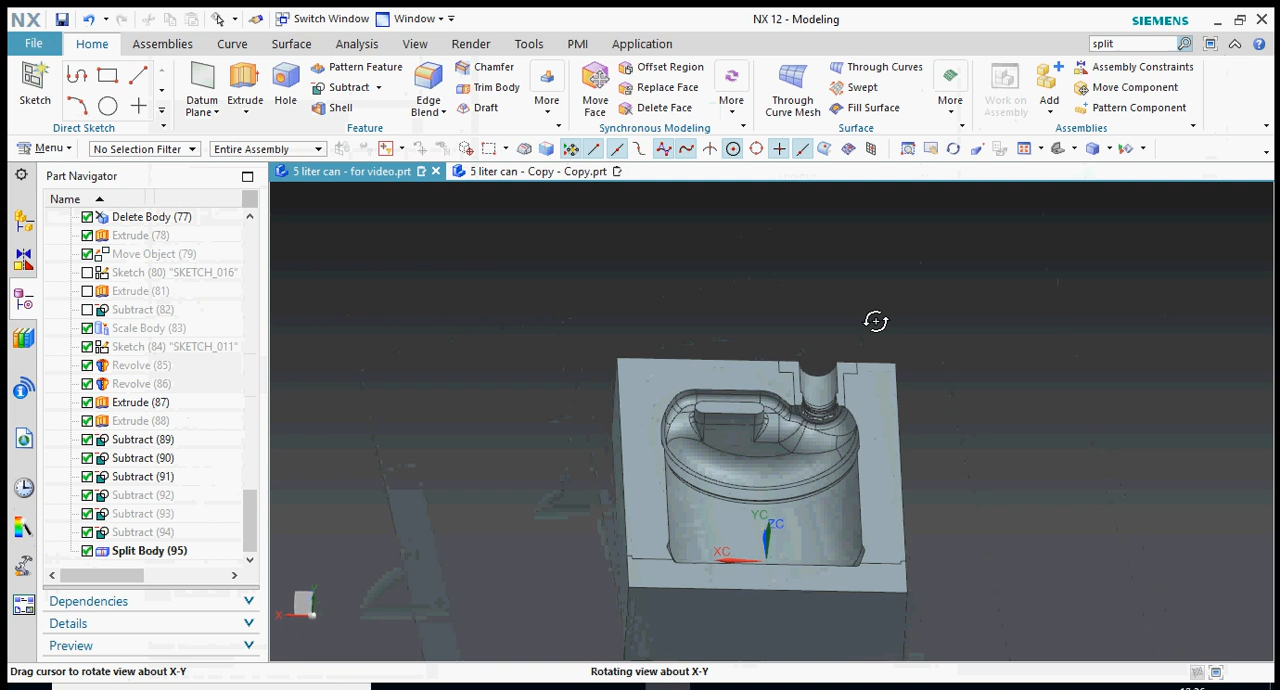 NX
Switch Window
Window
NX 12 - Modeling
SIEMENS
File
Home
Assemblies
Curve
Surface
Analysis
View
Render
Tools
PMI
Application
split
Sketch
Direct Sketch
Datum Plane
Extrude
Hole
Pattern Feature
Subtract
Shell
Edge Blend
Chamfer
Trim Body
Draft
More
Feature
Move Face
Offset Region
Replace Face
Delete Face
More
Synchronous Modeling
Through Curve Mesh
Through Curves
Swept
Fill Surface
More
Surface
Work on Assembly
Add
Assembly Constraints
Move Component
Pattern Component
Assemblies
Menu
No Selection Filter
Entire Assembly
Part Navigator
5 liter can - for video.prt
5 liter can - Copy - Copy.prt
Name
Delete Body (77)
Extrude (78)
Move Object (79)
Sketch (80) "SKETCH_016"
Extrude (81)
Subtract (82)
Scale Body (83)
Sketch (84) "SKETCH_011"
Revolve (85)
Revolve (86)
Extrude (87)
Extrude (88)
Subtract (89)
Subtract (90)
Subtract (91)
Subtract (92)
Subtract (93)
Subtract (94)
Split Body (95)
Dependencies
Details
Preview
YC
ZC
XC
X
Drag cursor to rotate view about X-Y
Rotating view about X-Y